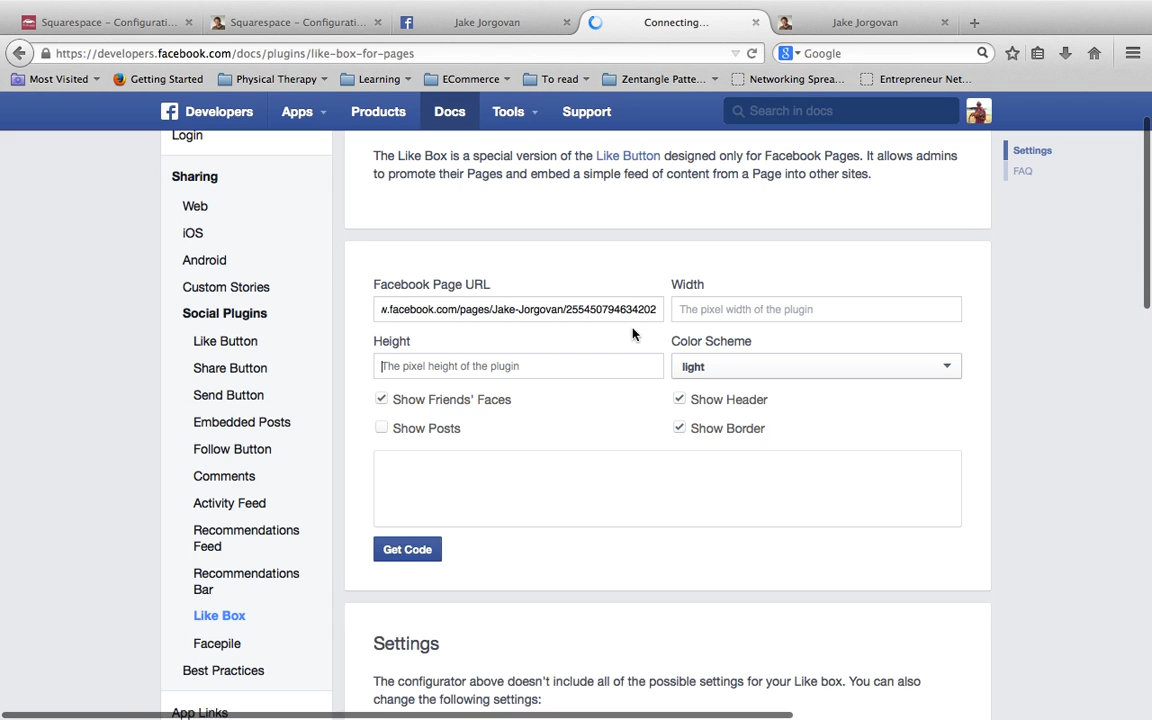 Squarespace – Configurati... ×
Squarespace – Configurati... ×
Jake Jorgovan ×
Connecting... ×
Jake Jorgovan ×
https://developers.facebook.com/docs/plugins/like-box-for-pages
Google
Most Visited
Getting Started
Physical Therapy
Learning
ECommerce
To read
Zentangle Patte...
Networking Sprea...
Entrepreneur Net...
Developers
Apps
Products
Docs
Tools
Support
Search in docs
Login
Sharing
Web
iOS
Android
Custom Stories
Social Plugins
Like Button
Share Button
Send Button
Embedded Posts
Follow Button
Comments
Activity Feed
Recommendations
Feed
Recommendations
Bar
Like Box
Facepile
Best Practices
App Links
The Like Box is a special version of the Like Button designed only for Facebook Pages. It allows admins
to promote their Pages and embed a simple feed of content from a Page into other sites.
Facebook Page URL
w.facebook.com/pages/Jake-Jorgovan/255450794634202
Width
The pixel width of the plugin
Height
The pixel height of the plugin
Color Scheme
light
Show Friends' Faces
Show Header
Show Posts
Show Border
Get Code
Settings
The configurator above doesn't include all of the possible settings for your Like box. You can also
change the following settings:
Settings
FAQ